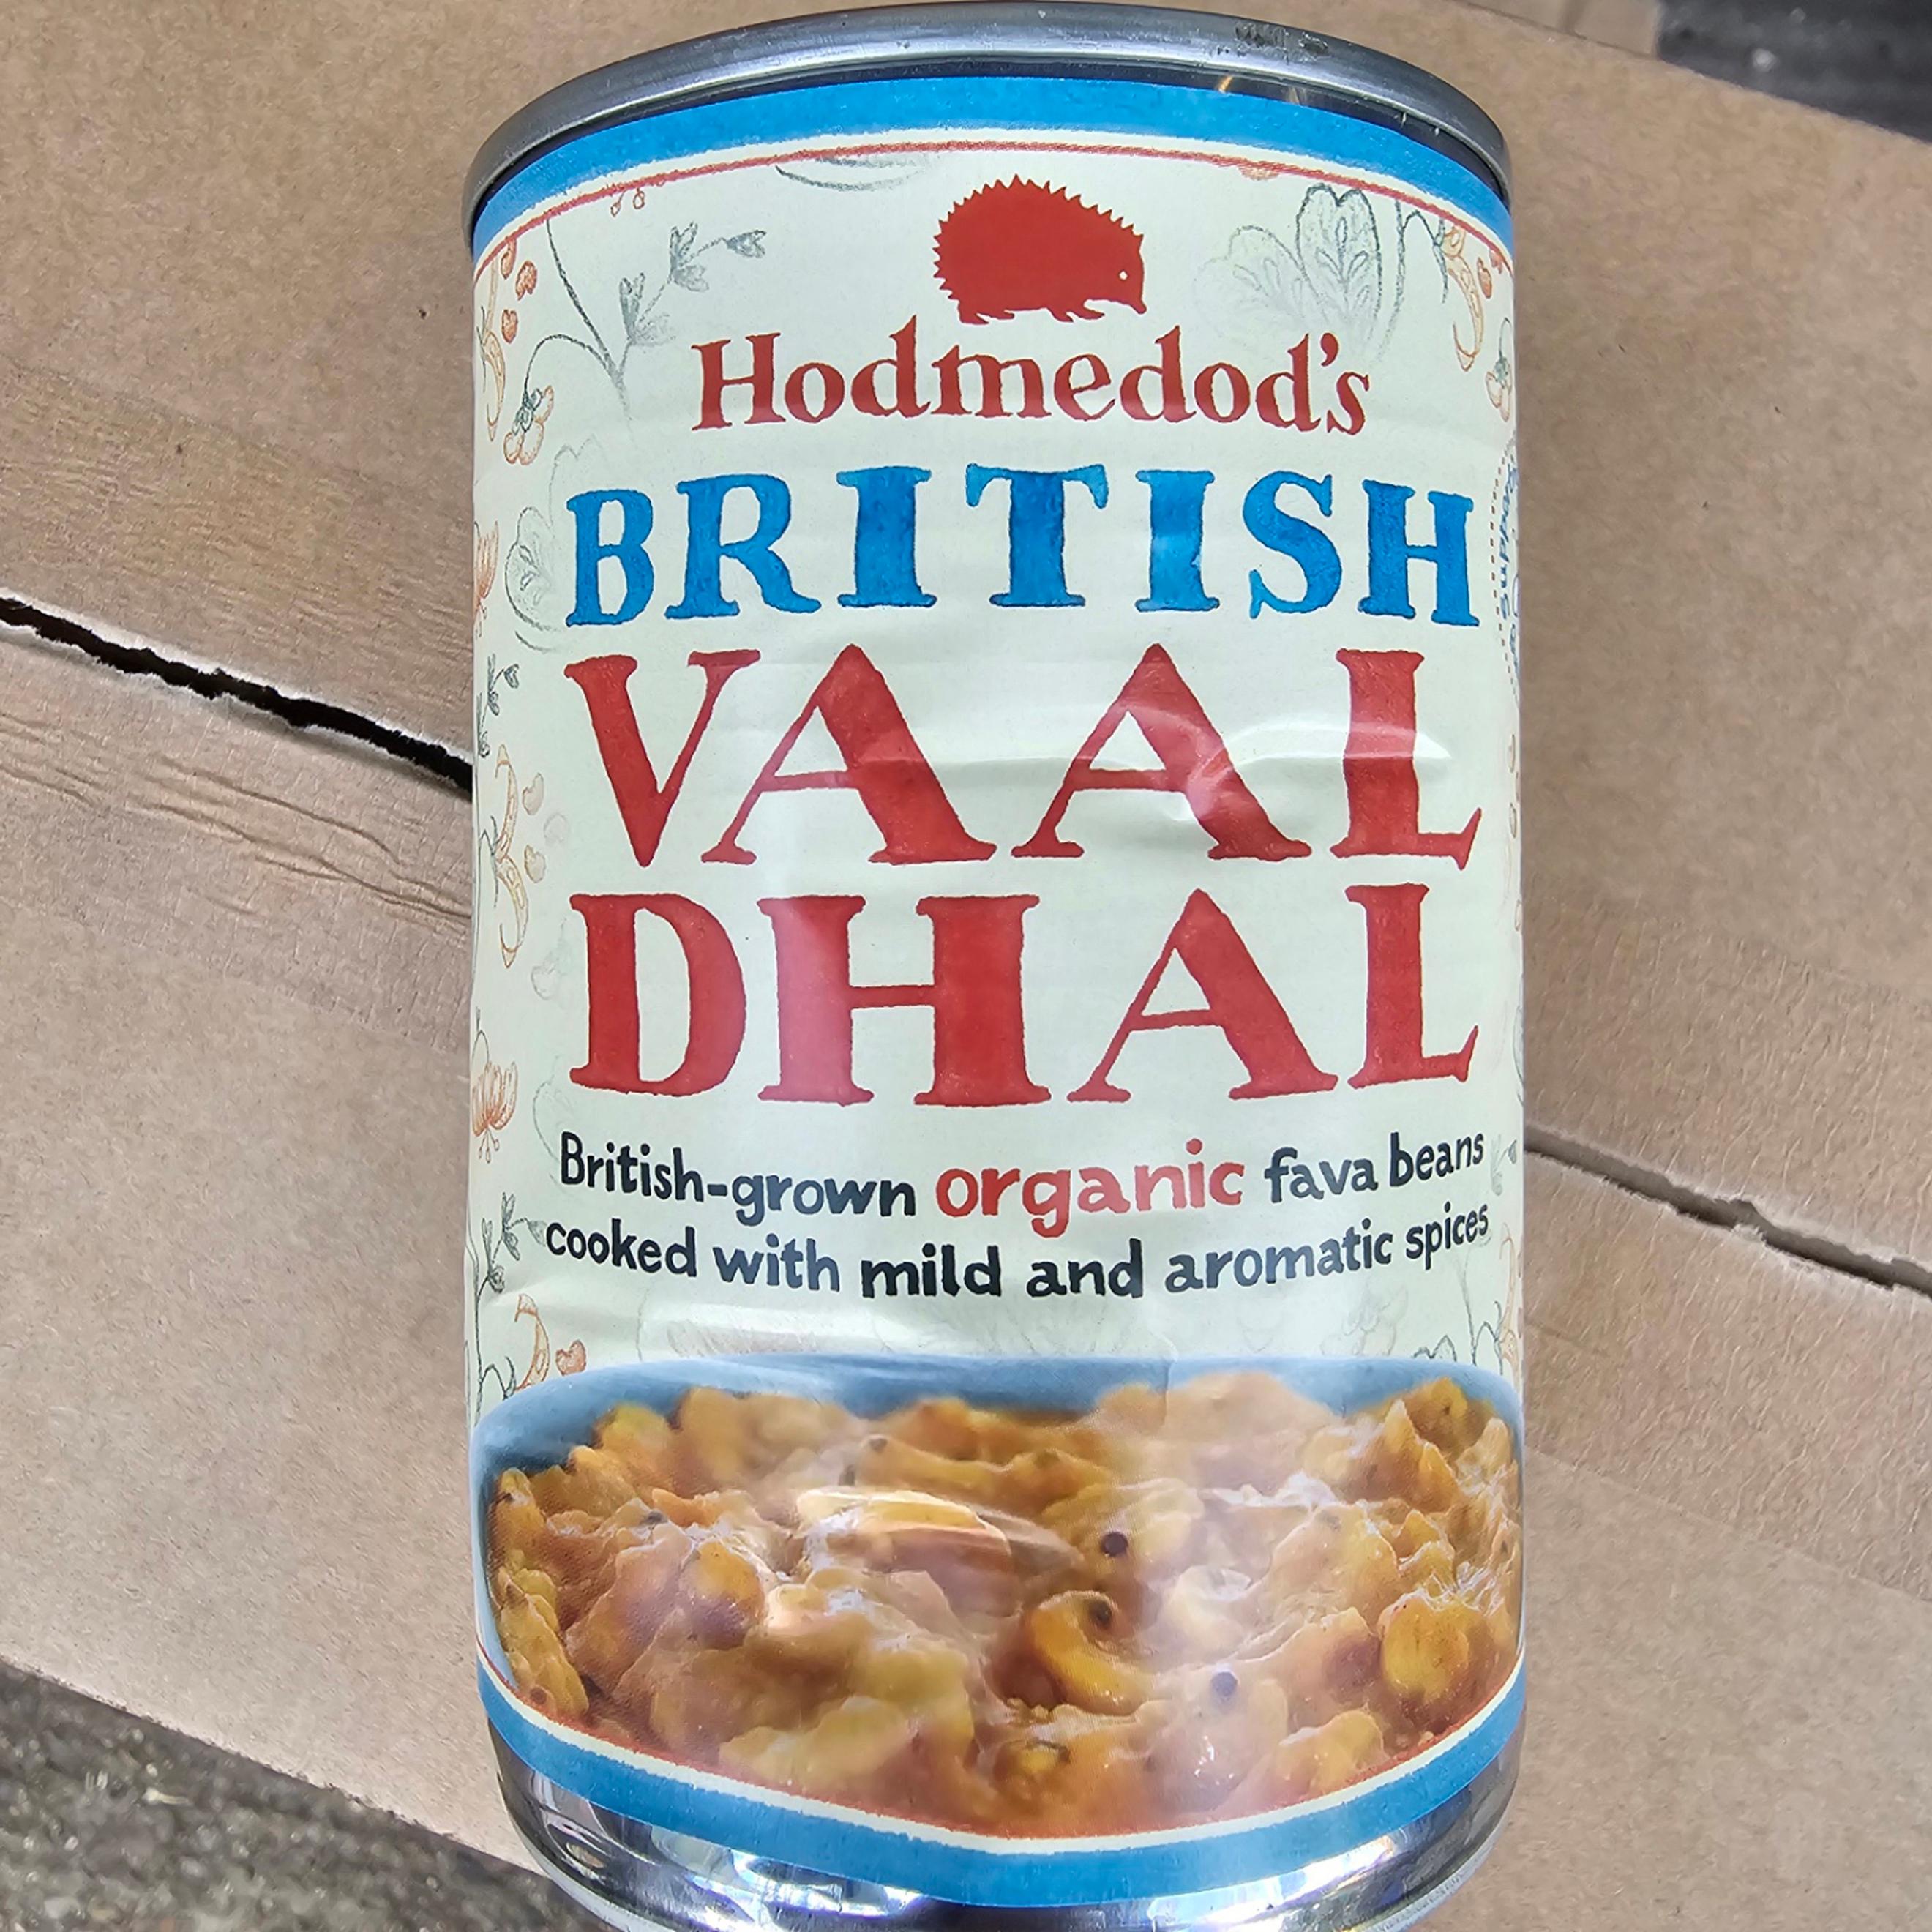 Hodmedod's
BRITISH
VAAL
DHAL
British-grown organic fava beans
cooked with mild and aromatic spices